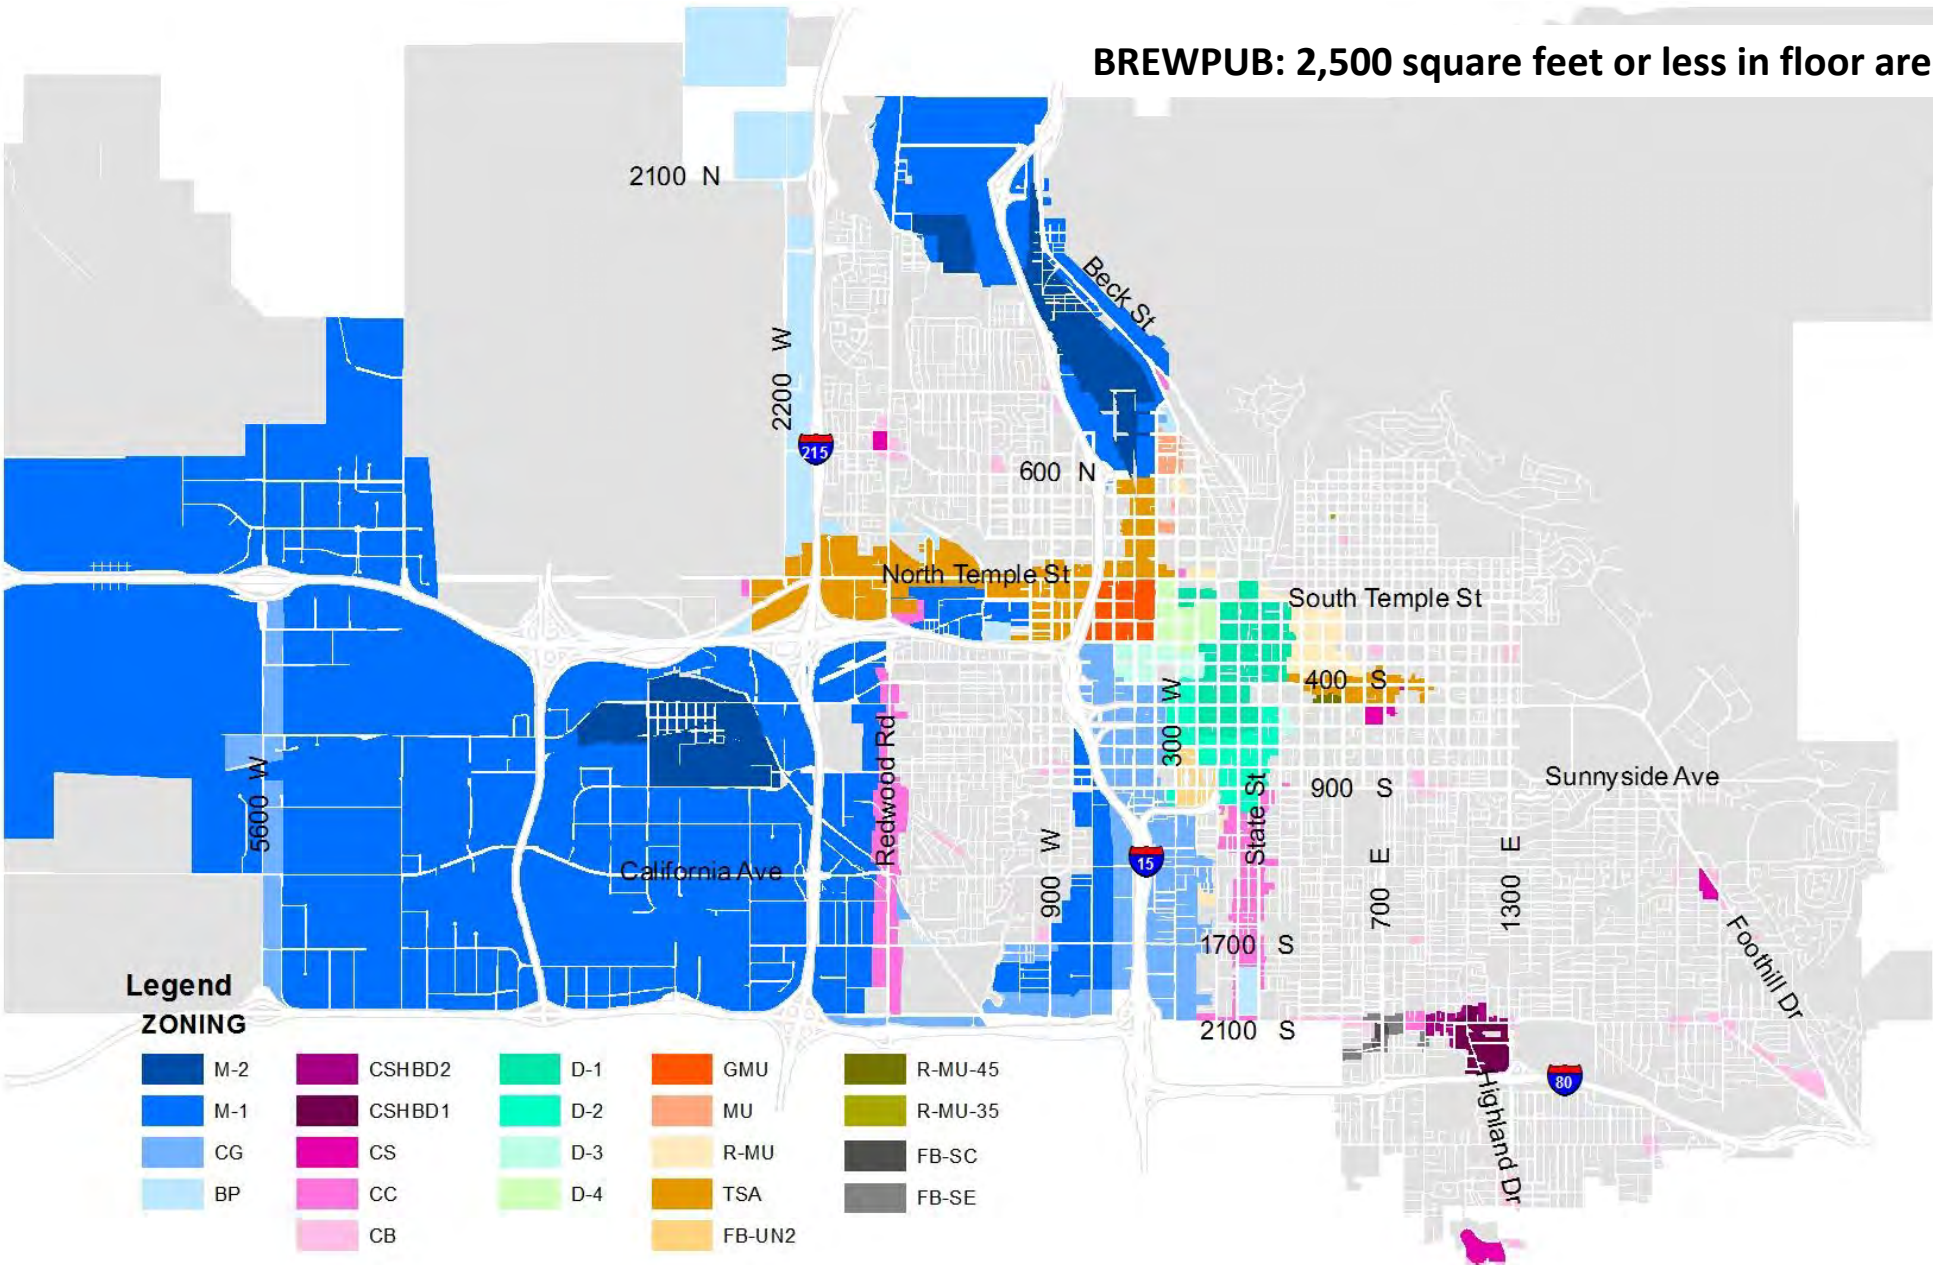 BREWPUB: 2,500 square feet or less in floor are
2100 N
Beck St
2200 W
215
600 N
North Temple St
South Temple St
400 S
300 W
Redwood Rd
5600 W
Sunnyside Ave
900 S
State St
California Ave
900 W
15
700 E
1300 E
1700 S
Foothill Dr
2100 S
80
Highland Dr
Legend
ZONING
M-2
M-1
CG
BP
CSHBD2
CSHBD1
CS
CC
CB
D-1
D-2
D-3
D-4
GMU
MU
R-MU
TSA
FB-UN2
R-MU-45
R-MU-35
FB-SC
FB-SE